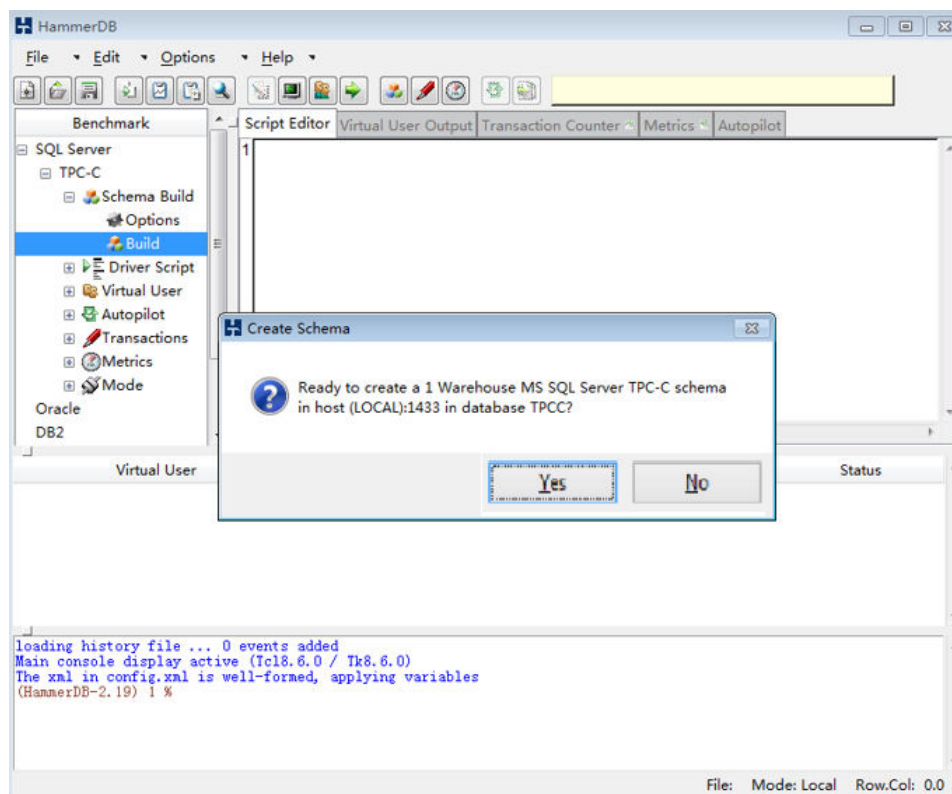 HammerDB
File Edit Options Help
Benchmark
Script Editor Virtual User Output Transaction Counter Metrics Autopilot
SQL Server
1
TPC-C
Schema Build
Options
Build
Driver Script
Virtual User
Autopilot
Transactions
Metrics
Mode
Oracle
DB2
Create Schema
Ready to create a 1 Warehouse MS SQL Server TPC-C schema
in host (LOCAL):1433 in database TPCC?
Yes No
Virtual User Status
loading history file ... 0 events added
Main console display active (Tcl8.6.0 / Tk8.6.0)
The xml in config.xml is well-formed, applying variables
(HammerDB-2.19) 1 %
File: Mode: Local Row.Col: 0.0